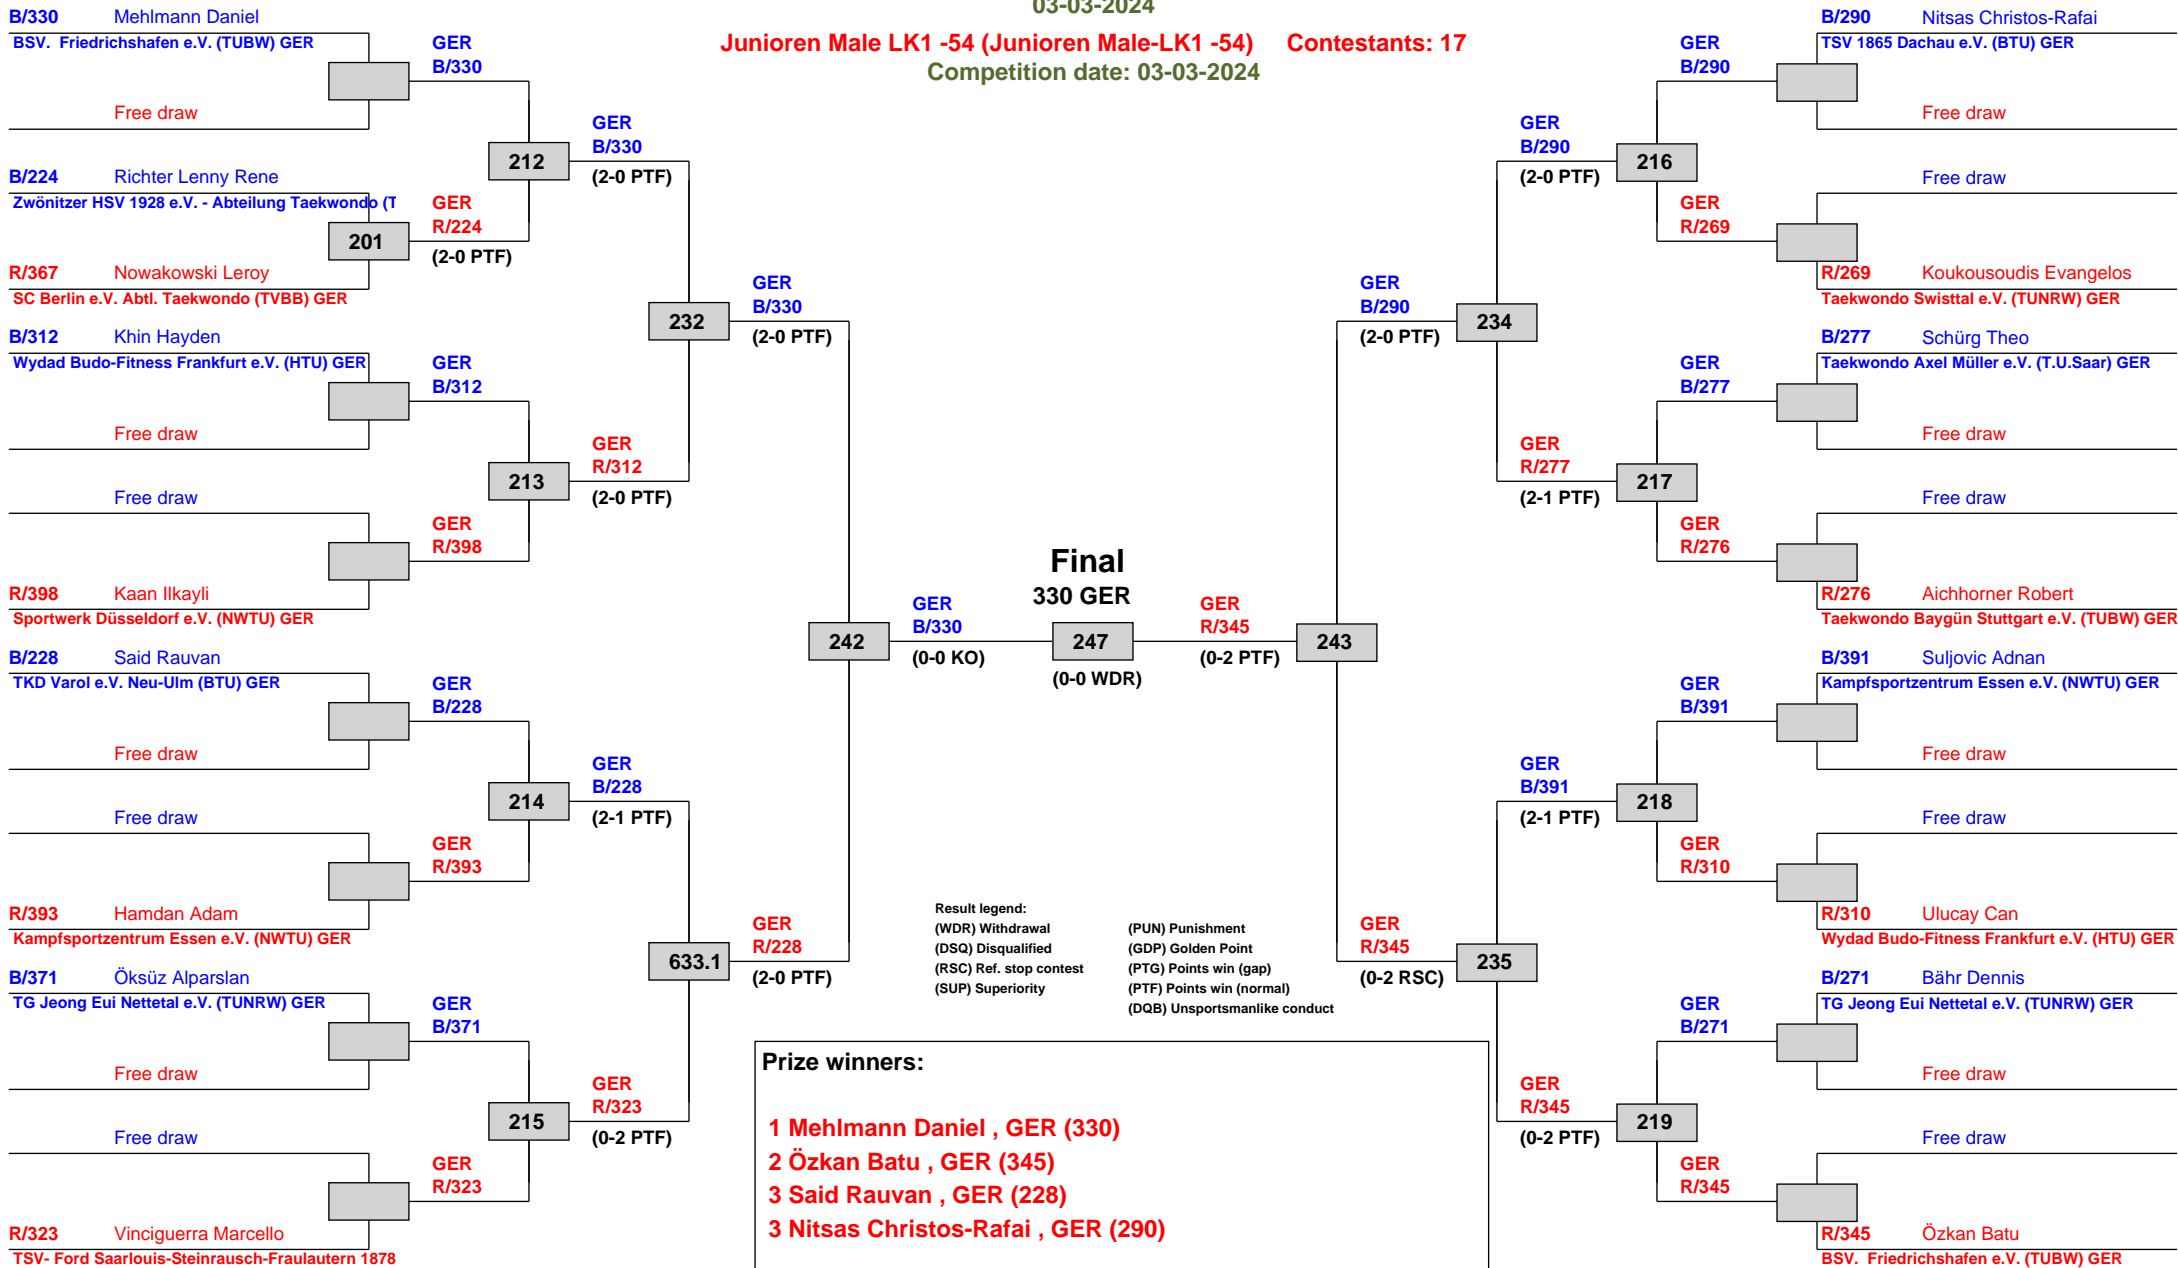 03-03-2024
Junioren Male LK1 -54 (Junioren Male-LK1 -54) Contestants: 17
Competition date: 03-03-2024
B/330 Mehlmann Daniel
BSV. Friedrichshafen e.V. (TUBW) GER
Free draw
B/224 Richter Lenny Rene
Zwönitzer HSV 1928 e.V. - Abteilung Taekwondo (T
201
R/367 Nowakowski Leroy
SC Berlin e.V. Abtl. Taekwondo (TVBB) GER
B/312 Khin Hayden
Wydad Budo-Fitness Frankfurt e.V. (HTU) GER
Free draw
Free draw
R/398 Kaan Ilkayli
Sportwerk Düsseldorf e.V. (NWTU) GER
B/228 Said Rauvan
TKD Varol e.V. Neu-Ulm (BTU) GER
Free draw
Free draw
R/393 Hamdan Adam
Kampfsportzentrum Essen e.V. (NWTU) GER
B/371 Öksüz Alparslan
TG Jeong Eui Nettetal e.V. (TUNRW) GER
Free draw
Free draw
R/323 Vinciguerra Marcello
TSV- Ford Saarlouis-Steinrausch-Fraulautern 1878
GER
B/330
212
GER
R/224
(2-0 PTF)
GER
B/312
213
GER
R/398
GER
B/228
214
GER
R/393
GER
B/371
215
GER
R/323
GER
B/330
(2-0 PTF)
232
GER
R/312
(2-0 PTF)
GER
B/228
(2-1 PTF)
633.1
GER
R/323
(0-2 PTF)
GER
B/330
(2-0 PTF)
242
GER
R/228
(2-0 PTF)
GER
B/330
(0-0 KO)
Final
330 GER
247
(0-0 WDR)
GER
R/345
(0-2 PTF)
243
GER
B/290
(2-0 PTF)
234
GER
R/345
(0-2 RSC)
235
GER
B/290
(2-0 PTF)
216
GER
R/277
(2-1 PTF)
217
GER
B/391
(2-1 PTF)
218
GER
R/345
(0-2 PTF)
219
GER
B/290
GER
R/269
GER
B/277
GER
R/276
GER
B/391
GER
R/310
GER
B/271
GER
R/345
B/290 Nitsas Christos-Rafai
TSV 1865 Dachau e.V. (BTU) GER
Free draw
Free draw
R/269 Koukousoudis Evangelos
Taekwondo Swisttal e.V. (TUNRW) GER
B/277 Schürg Theo
Taekwondo Axel Müller e.V. (T.U.Saar) GER
Free draw
Free draw
R/276 Aichhorner Robert
Taekwondo Baygün Stuttgart e.V. (TUBW) GER
B/391 Suljovic Adnan
Kampfsportzentrum Essen e.V. (NWTU) GER
Free draw
Free draw
R/310 Ulucay Can
Wydad Budo-Fitness Frankfurt e.V. (HTU) GER
B/271 Bähr Dennis
TG Jeong Eui Nettetal e.V. (TUNRW) GER
Free draw
Free draw
R/345 Özkan Batu
BSV. Friedrichshafen e.V. (TUBW) GER
Result legend:
(WDR) Withdrawal (PUN) Punishment
(DSQ) Disqualified (GDP) Golden Point
(RSC) Ref. stop contest (PTG) Points win (gap)
(SUP) Superiority (PTF) Points win (normal)
(DQB) Unsportsmanlike conduct
Prize winners:
1 Mehlmann Daniel , GER (330)
2 Özkan Batu , GER (345)
3 Said Rauvan , GER (228)
3 Nitsas Christos-Rafai , GER (290)